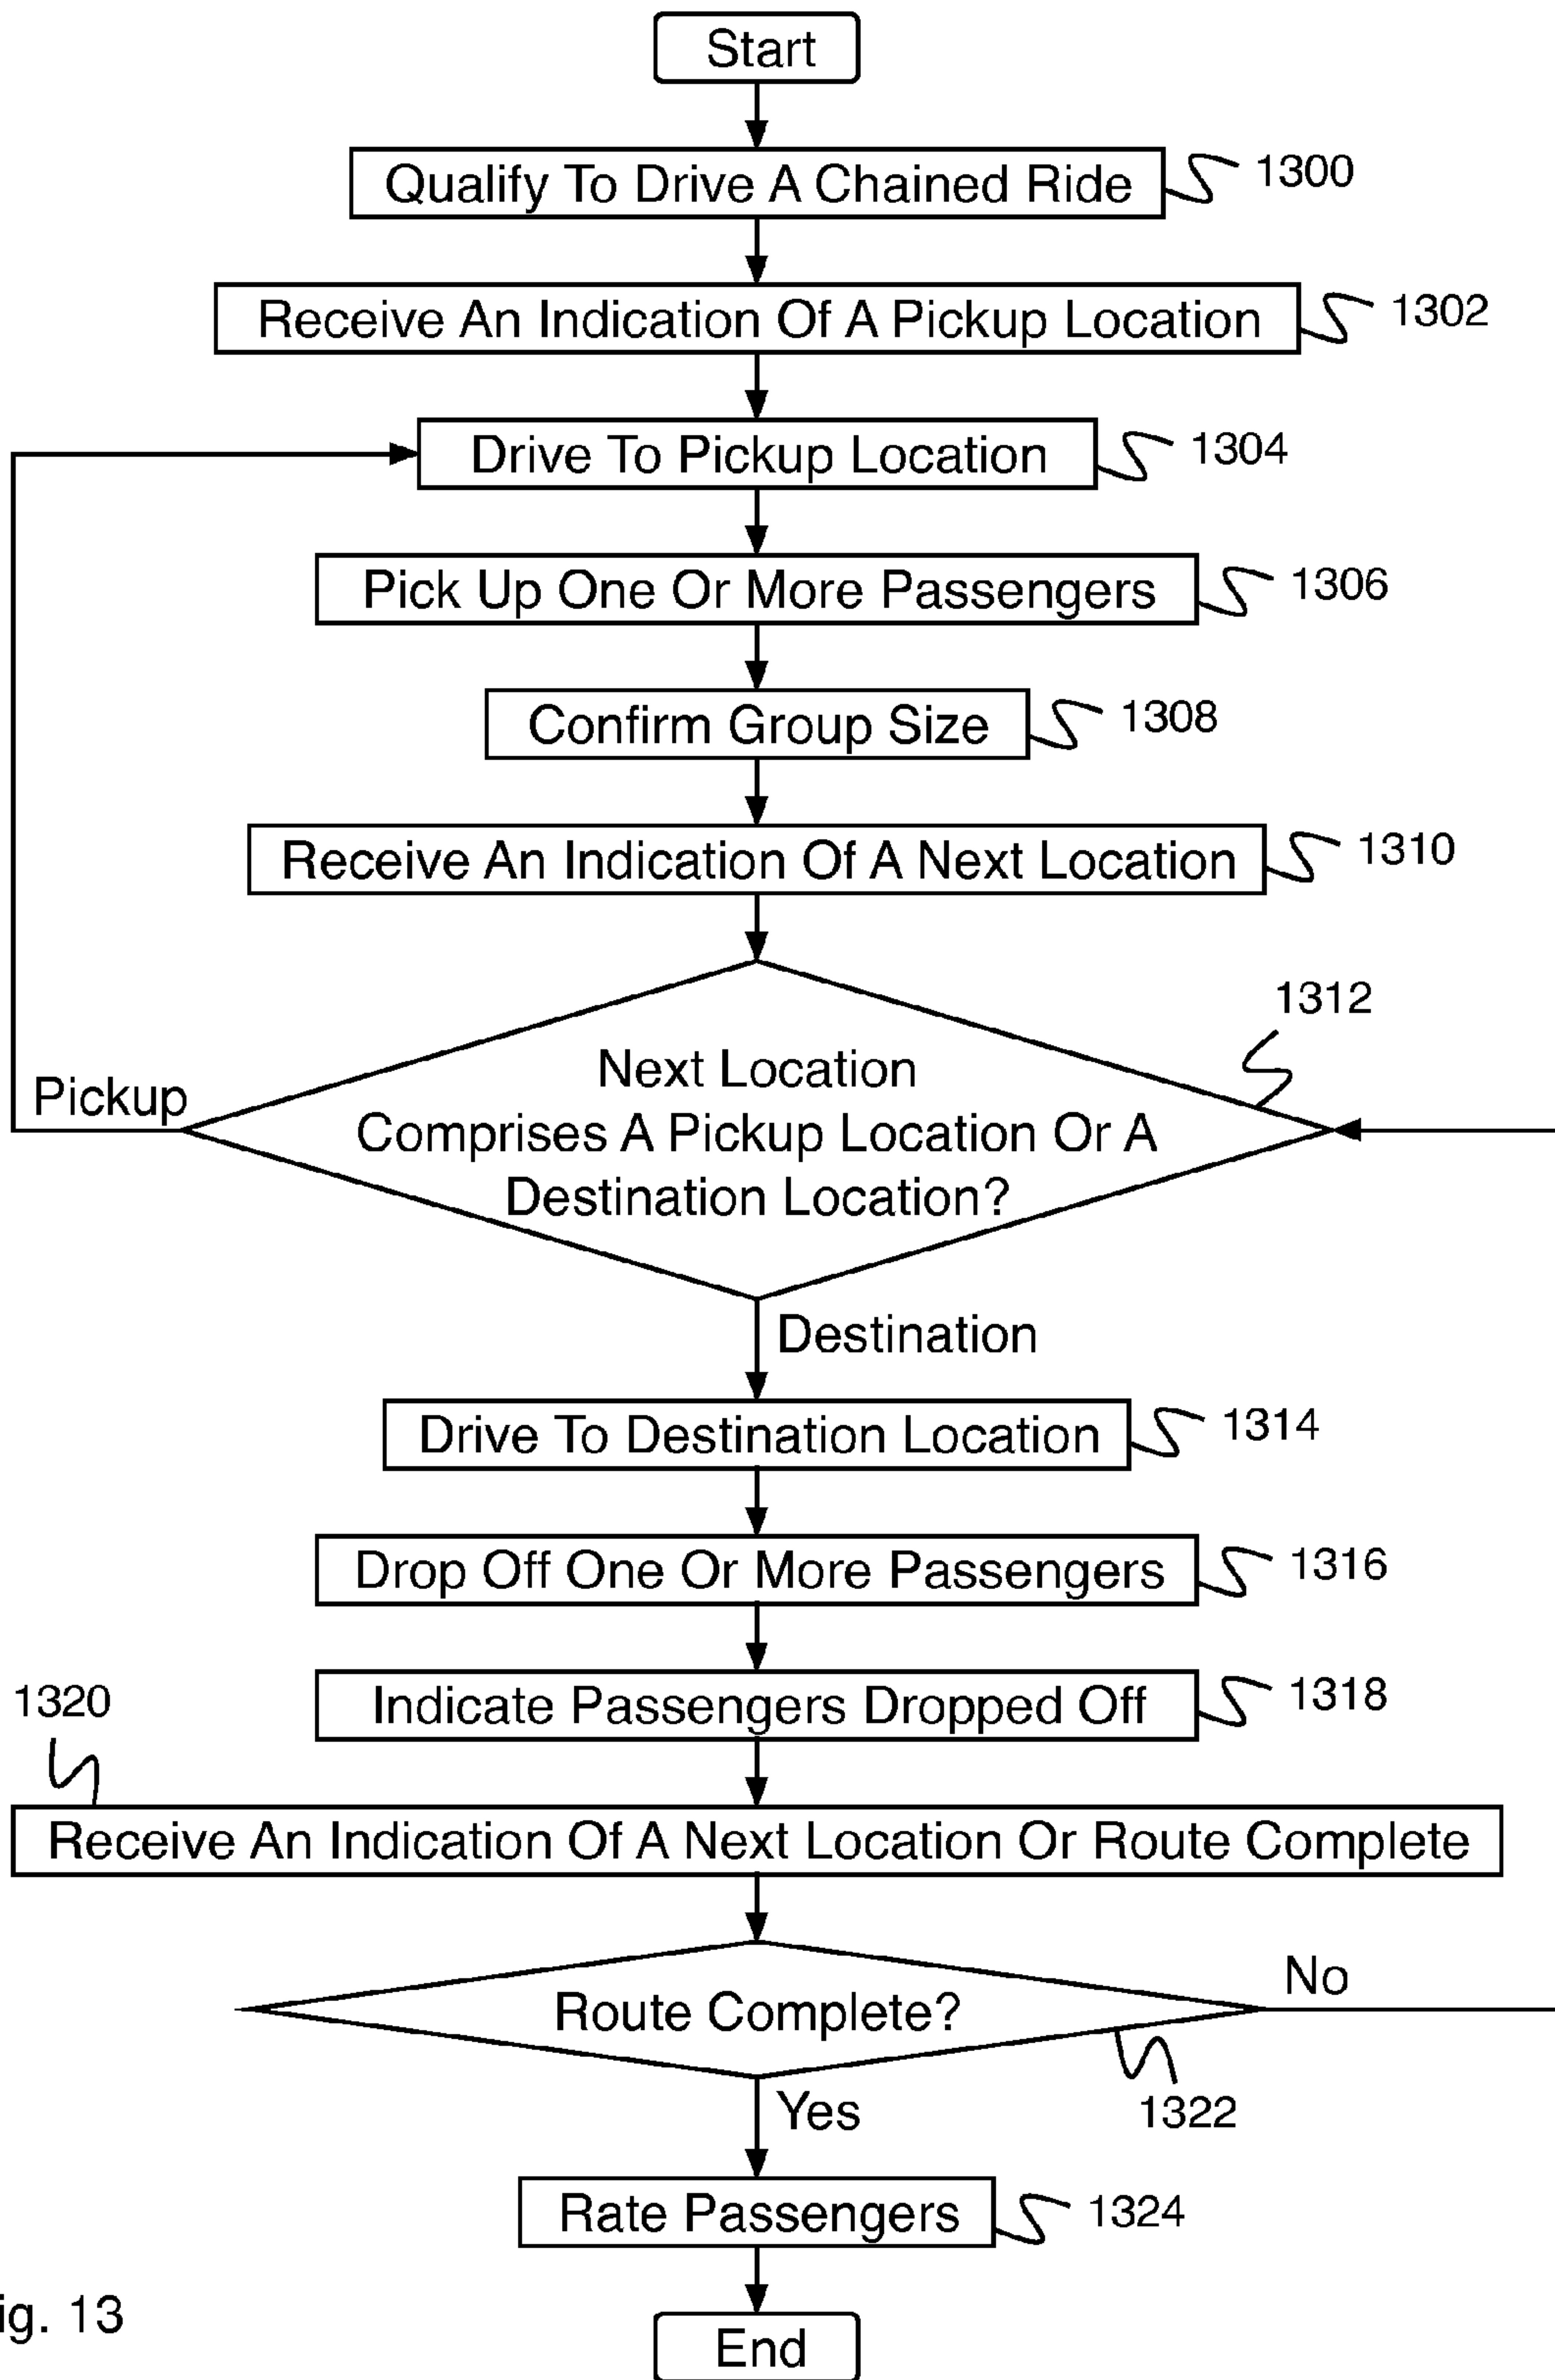 Start
Qualify To Drive A Chained Ride
1300
Receive An Indication Of A Pickup Location
1302
Drive To Pickup Location
1304
Pick Up One Or More Passengers
1306
Confirm Group Size
1308
Receive An Indication Of A Next Location
1310
1312
Next Location
Comprises A Pickup Location Or A
Destination Location?
Pickup
Destination
Drive To Destination Location
1314
Drop Off One Or More Passengers
1316
Indicate Passengers Dropped Off
1318
1320
Receive An Indication Of A Next Location Or Route Complete
Route Complete?
No
1322
Yes
Rate Passengers
1324
ig. 13
End